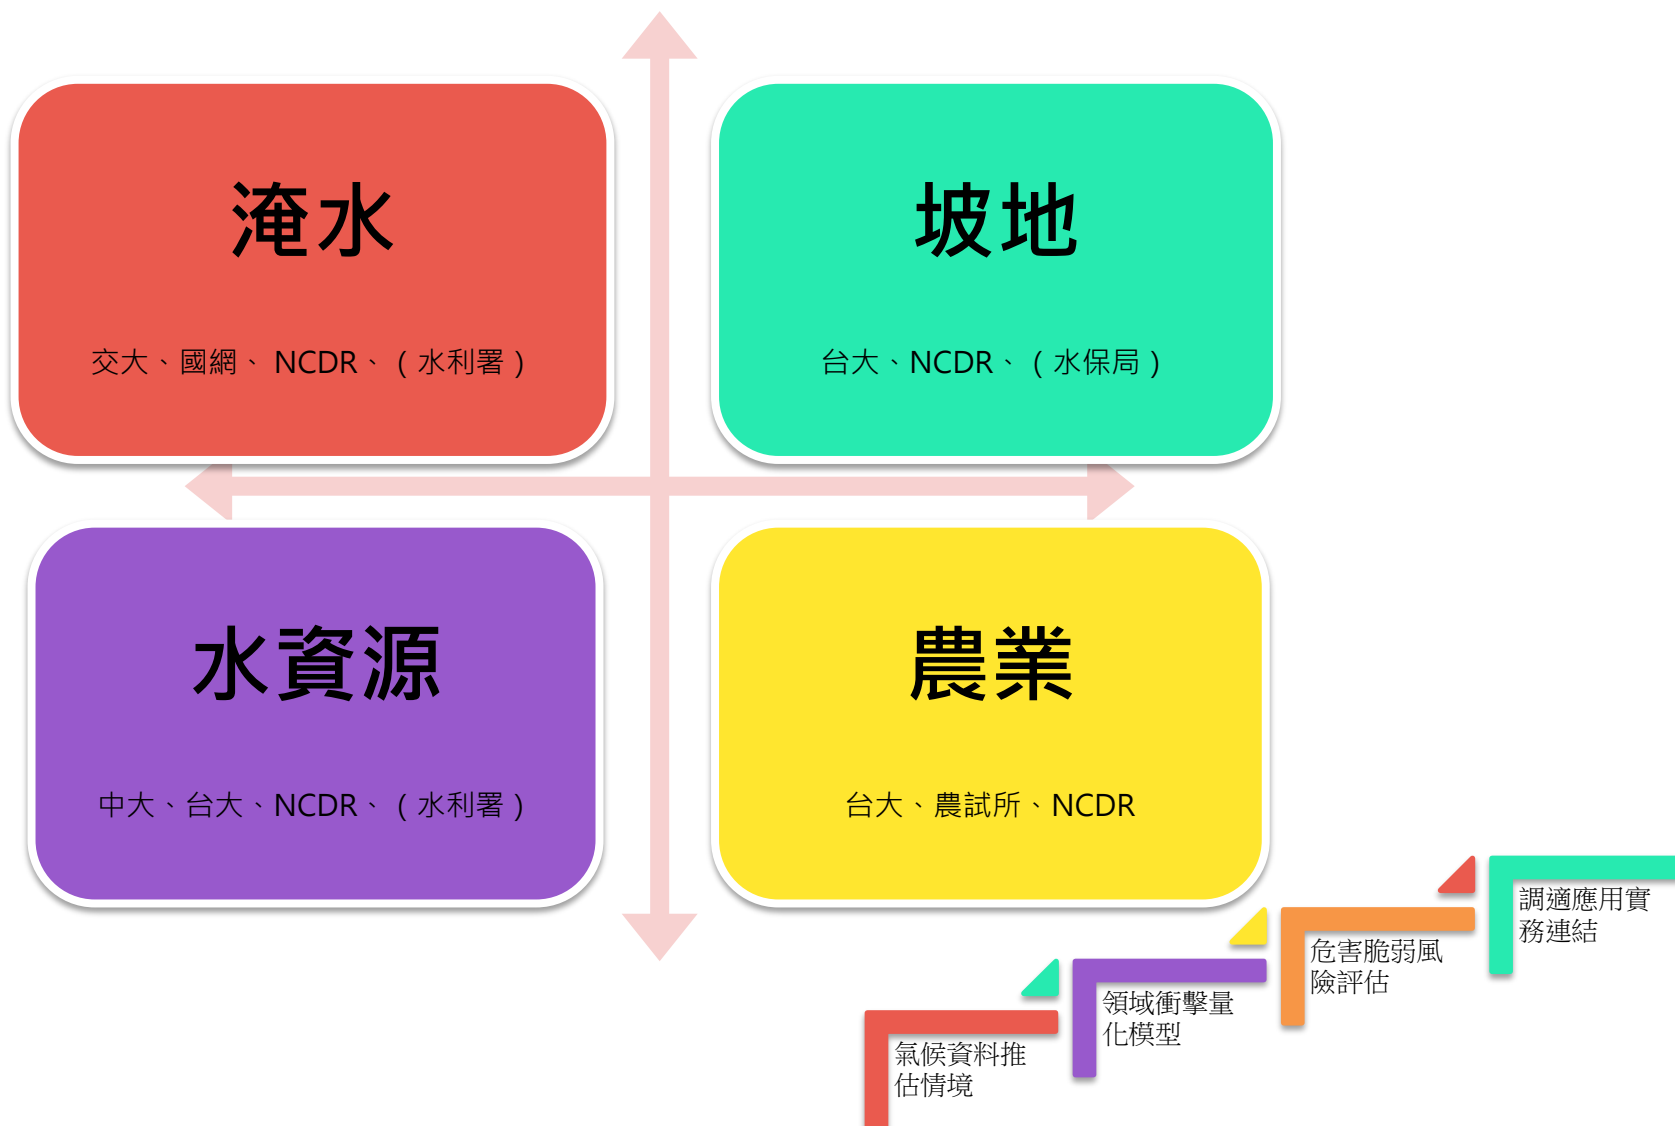 淹水
交大、國網、 NCDR、（水利署）
坡地
台大、NCDR、（水保局）
水資源
中大、台大、NCDR、（水利署）
農業
台大、農試所、NCDR
氣候資料推
估情境
領域衝擊量
化模型
危害脆弱風
險評估
調適應用實
務連結